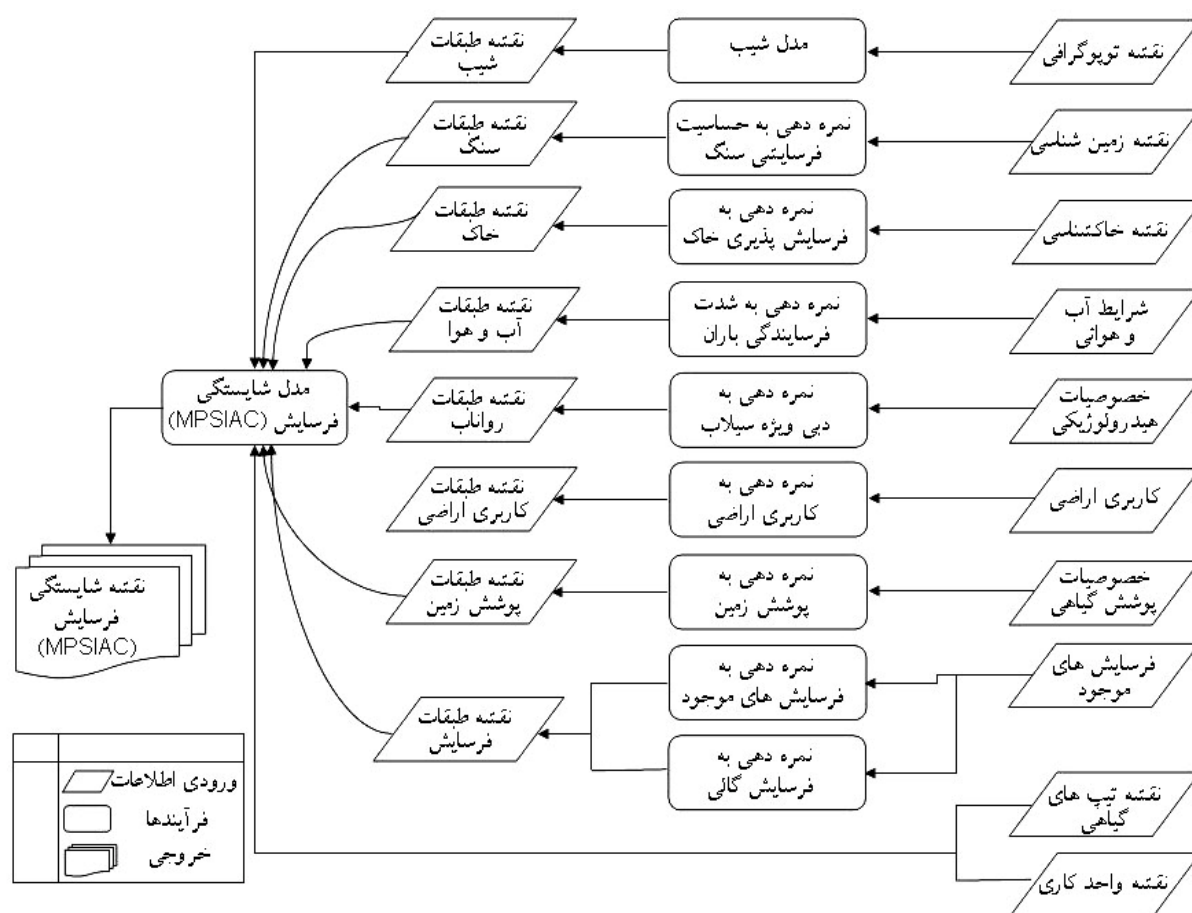 نقشه توپوگرافی
مدل شیب
نقشه طبقات
شیب
نقشه زمین شناسی
نمره دهی به حساسیت
فرسایشی سنگ
نقشه طبقات
سنگ
نقشه خاکشناسی
نمره دهی به
فرسایش پذیری خاک
نقشه طبقات
خاک
شرایط آب
و هوائی
نمره دهی به شدت
فرسایندگی باران
نقشه طبقات
آب و هوا
خصوصیات
هیدرولوژیکی
نمره دهی به
دبی ویژه سیلاب
نقشه طبقات
رواناب
مدل شایستگی
فرسایش (MPSIAC)
کاربری اراضی
نمره دهی به
کاربری اراضی
نقشه طبقات
کاربری اراضی
خصوصیات
پوشش گیاهی
نمره دهی به
پوشش زمین
نقشه طبقات
پوشش زمین
نقشه شایستگی
فرسایش
(MPSIAC)
فرسایش های
موجود
نمره دهی به
فرسایش های موجود
نمره دهی به
فرسایش گالی
نقشه طبقات
فرسایش
نقشه تیپ های
گیاهی
نقشه واحد کاری
ورودی اطلاعات
فرآیندها
خروجی